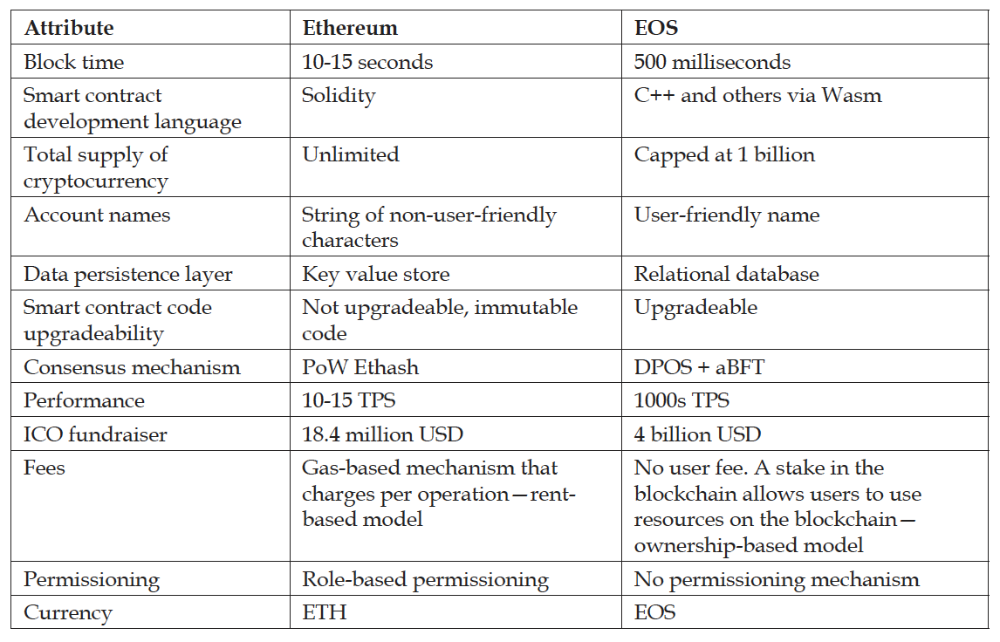 Attribute Ethereum EOS
Block time 10-15 seconds 500 milliseconds
Smart contract development language Solidity C++ and others via Wasm
Total supply of cryptocurrency Unlimited Capped at 1 billion
Account names String of non-user-friendly characters User-friendly name
Data persistence layer Key value store Relational database
Smart contract code upgradeability Not upgradeable, immutable code Upgradeable
Consensus mechanism PoW Ethash DPOS + aBFT
Performance 10-15 TPS 1000s TPS
ICO fundraiser 18.4 million USD 4 billion USD
Fees Gas-based mechanism that charges per operation—rent-based model No user fee. A stake in the blockchain allows users to use resources on the blockchain—ownership-based model
Permissioning Role-based permissioning No permissioning mechanism
Currency ETH EOS